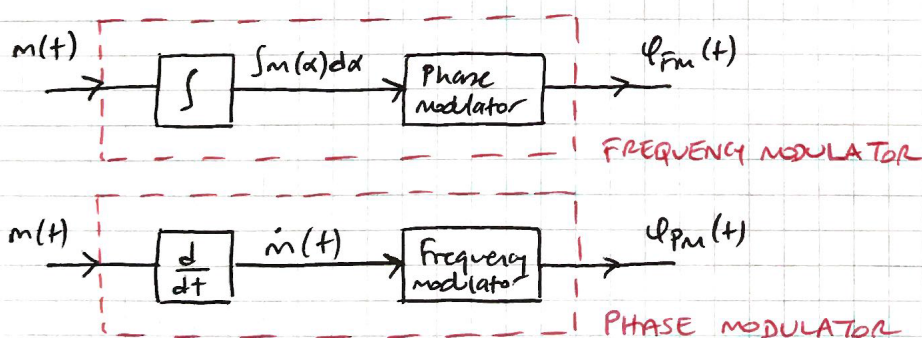 m(t)
∫
∫m(α)dα
Phase
modulator
φFM(t)
FREQUENCY MODULATOR
m(t)
d
dt
ṁ(t)
Frequency
modulator
φPM(t)
PHASE MODULATOR